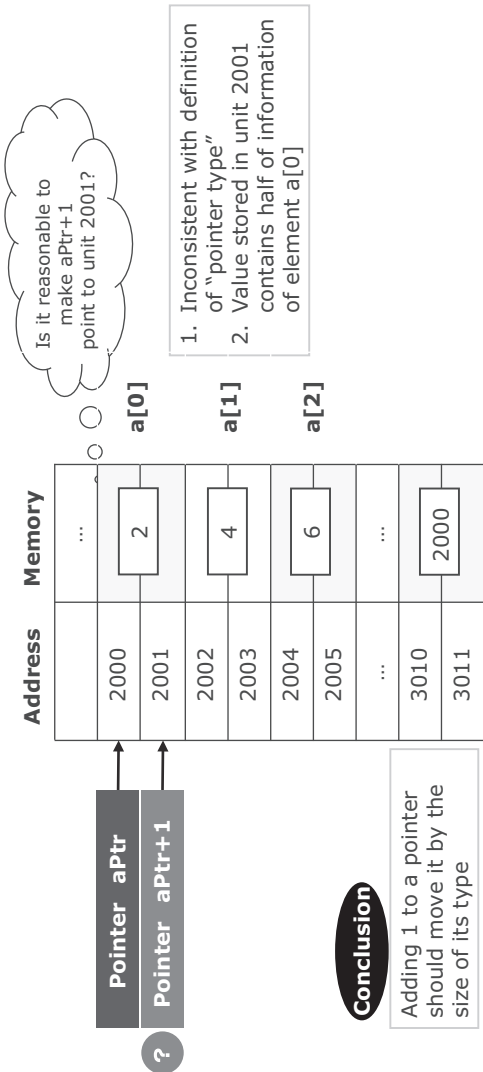 Is it reasonable to
make aPtr+1
point to unit 2001?
Address Memory
...
Pointer aPtr 2000
2 a[0]
? Pointer aPtr+1 2001
2002
4 a[1]
2003
2004
6 a[2]
2005
... ...
3010
2000
3011
1. Inconsistent with definition
of “pointer type”
2. Value stored in unit 2001
contains half of information
of element a[0]
Conclusion
Adding 1 to a pointer
should move it by the
size of its type